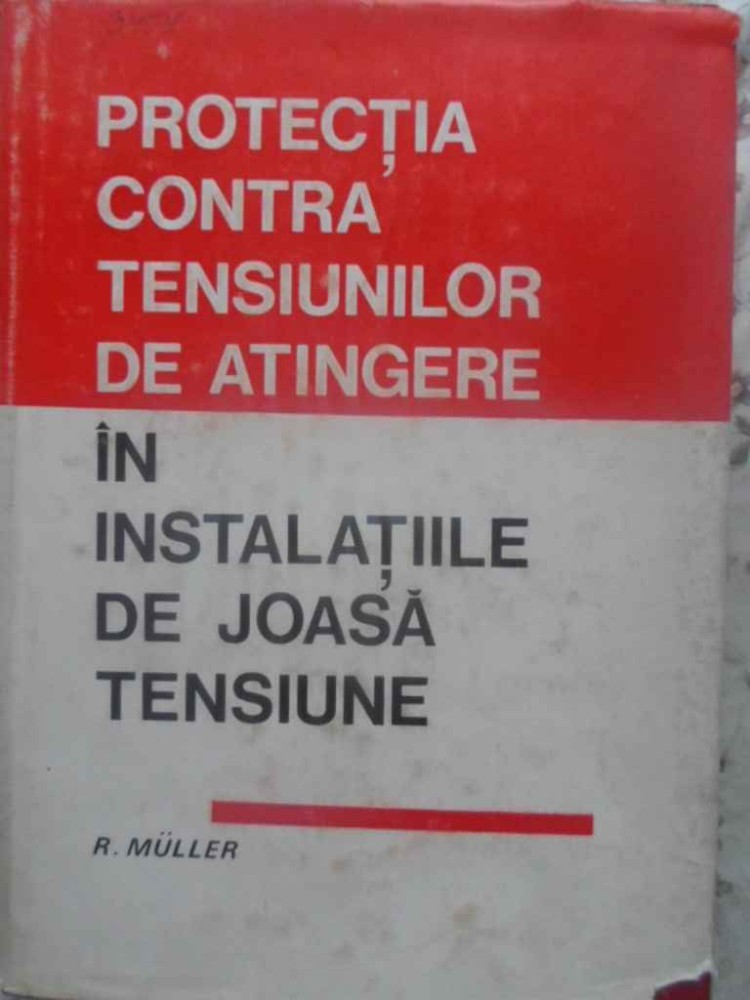 PROTECȚIA
CONTRA
TENSIUNILOR
DE ATINGERE
ÎN
INSTALAȚIILE
DE JOASĂ
TENSIUNE
R. MÜLLER